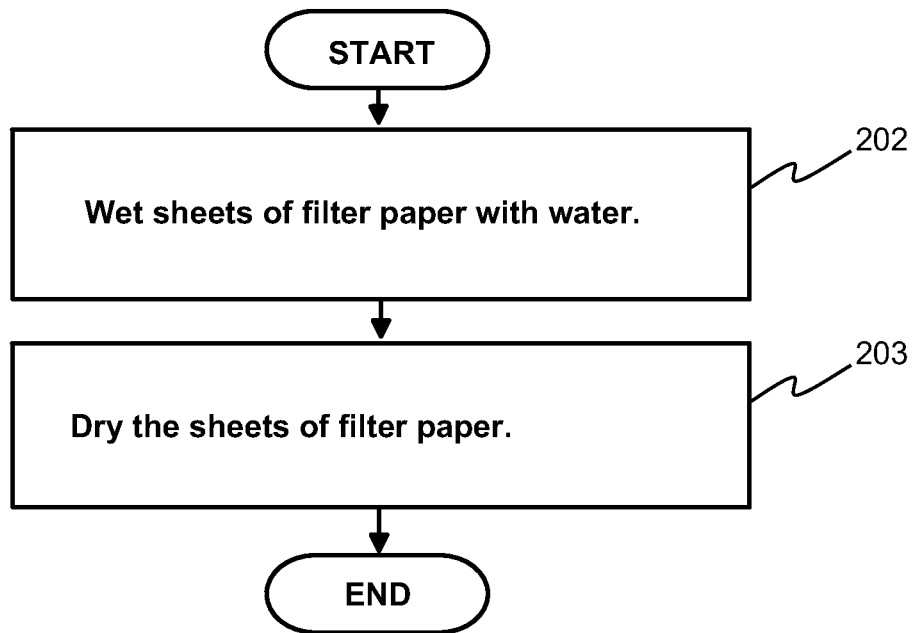 START
202
Wet sheets of filter paper with water.
203
Dry the sheets of filter paper.
END